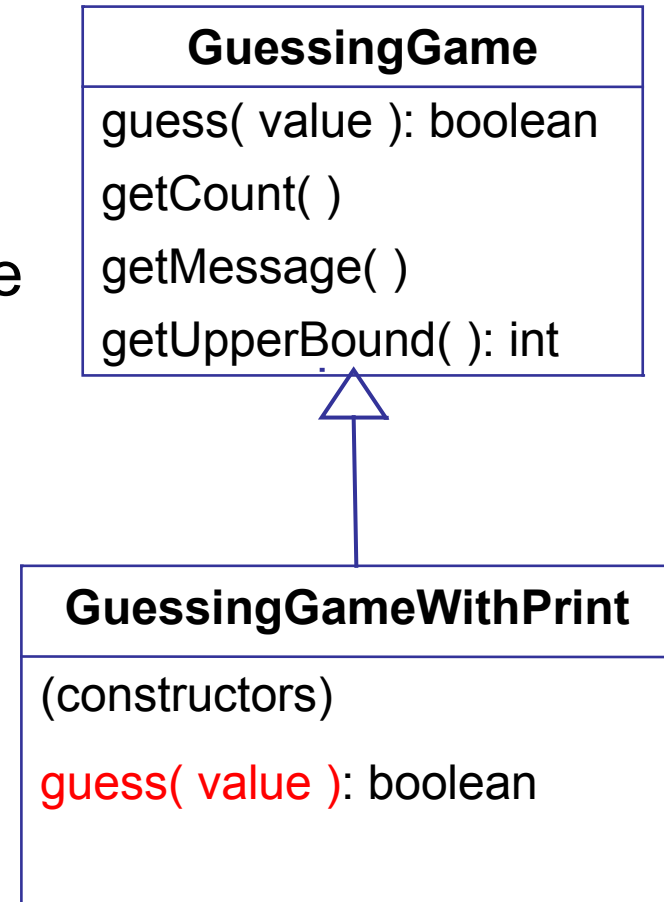 GuessingGame
guess( value ): boolean
getCount( )
e
getMessage( )
getUpperBound( ): int
GuessingGameWithPrint
(constructors)
guess( value ): boolean